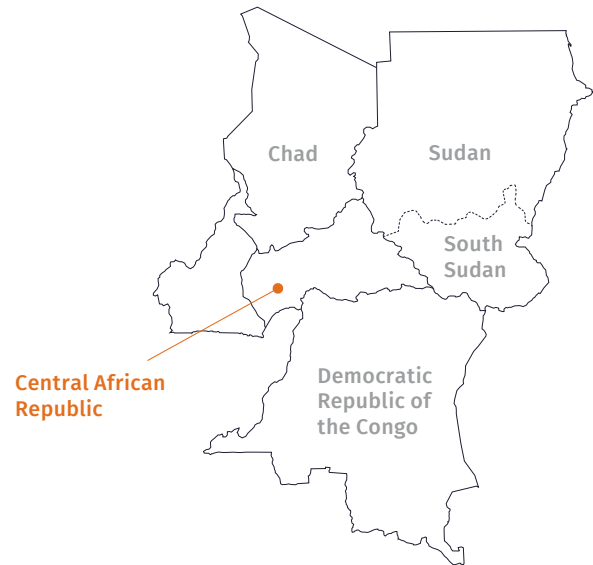 Chad
Sudan
South
Sudan
Central African
Republic
Democratic
Republic of
the Congo